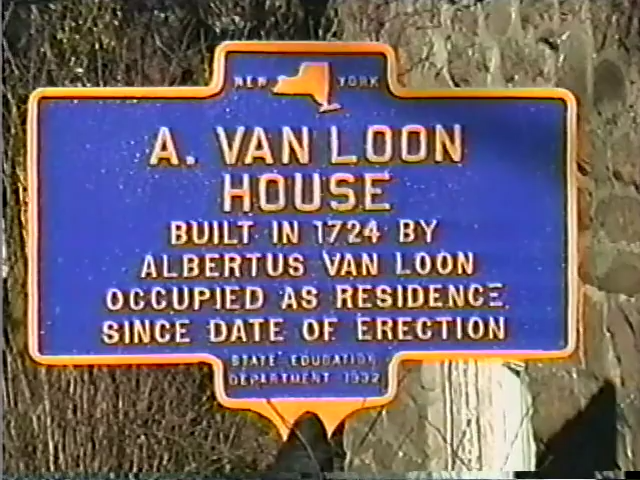 NEW YORK
A. VAN LOON
HOUSE
BUILT IN 1724 BY
ALBERTUS VAN LOON
OCCUPIED AS RESIDENCE
SINCE DATE OF ERECTION
STATE EDUCATION
DEPARTMENT 1932